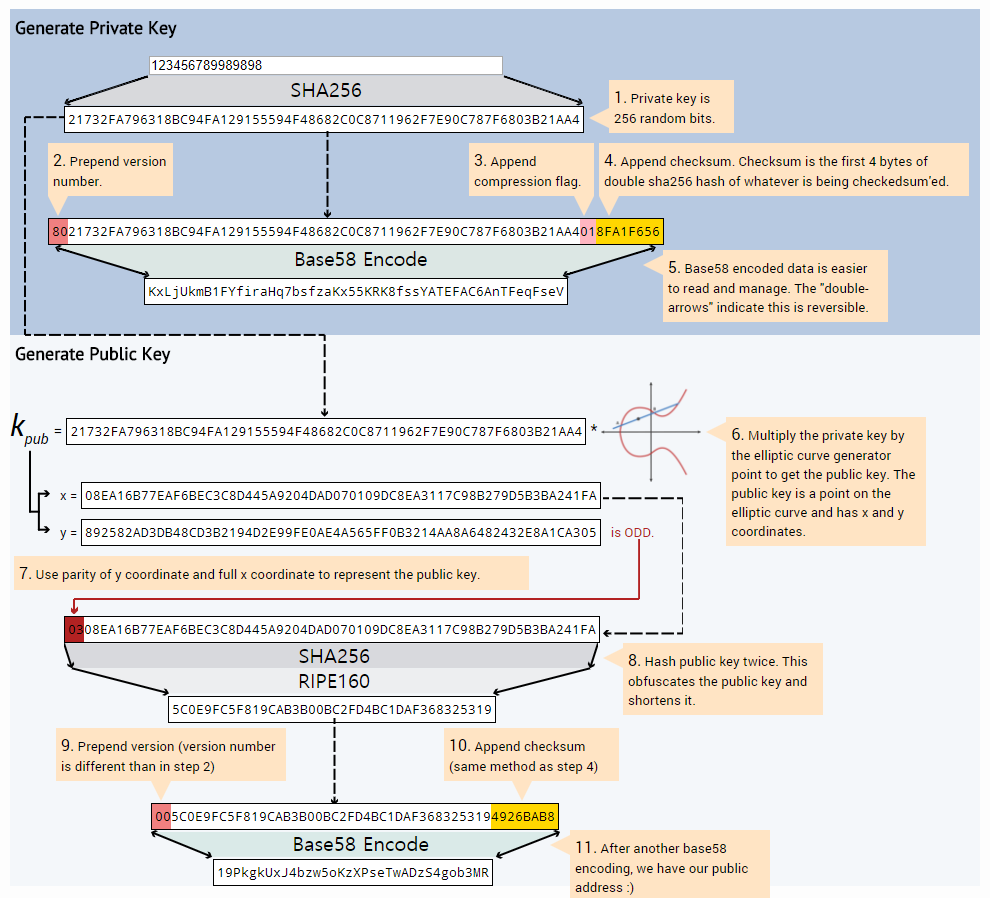 Generate Private Key
123456789989898
SHA256
21732FA796318BC94FA129155594F48682C0C8711962F7E90C787F6803B21AA4
1. Private key is
256 random bits.
2. Prepend version
number.
3. Append
compression flag.
4. Append checksum. Checksum is the first 4 bytes of
double sha256 hash of whatever is being checkedsum'ed.
8021732FA796318BC94FA129155594F48682C0C8711962F7E90C787F6803B21AA4018FA1F656
Base58 Encode
KxLjUkmB1FYfiraHq7bsfzaKx55KRK8fssYATEFAC6AnTFeqFseV
5. Base58 encoded data is easier
to read and manage. The "double-
arrows" indicate this is reversible.
Generate Public Key
kpub = 21732FA796318BC94FA129155594F48682C0C8711962F7E90C787F6803B21AA4 *
6. Multiply the private key by
the elliptic curve generator
point to get the public key. The
public key is a point on the
elliptic curve and has x and y
coordinates.
x = 08EA16B77EAF6BEC3C8D445A9204DAD070109DC8EA3117C98B279D5B3BA241FA
y = 892582AD3DB48CD3B2194D2E99FE0AE4A565FF0B3214AA8A6482432E8A1CA305 is ODD.
7. Use parity of y coordinate and full x coordinate to represent the public key.
0308EA16B77EAF6BEC3C8D445A9204DAD070109DC8EA3117C98B279D5B3BA241FA
SHA256
RIPE160
8. Hash public key twice. This
obfuscates the public key and
shortens it.
5C0E9FC5F819CAB3B00BC2FD4BC1DAF368325319
9. Prepend version (version number
is different than in step 2)
10. Append checksum
(same method as step 4)
005C0E9FC5F819CAB3B00BC2FD4BC1DAF3683253194926BAB8
Base58 Encode
19PkgkUxJ4bzw5oKzXPseTwADzS4gob3MR
11. After another base58
encoding, we have our public
address :)